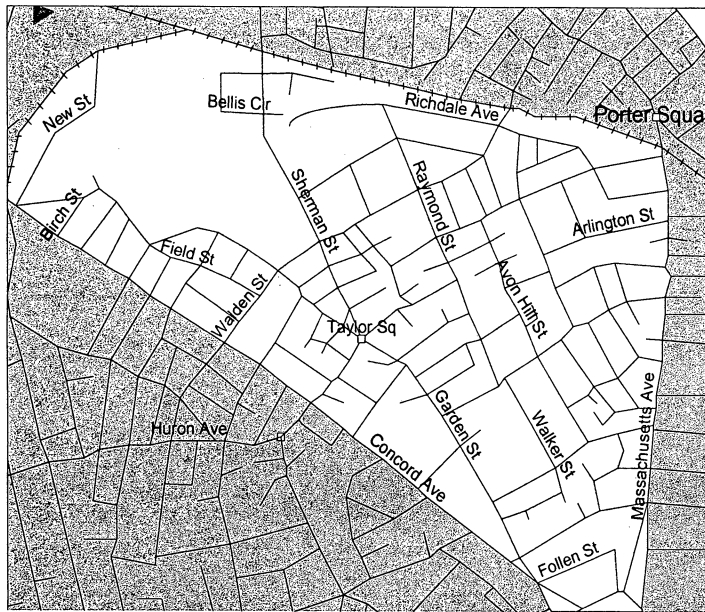 New St
Bellis Cir
Richdale Ave
Porter Squa
Birch St
Sherman St
Raymond St
Arlington St
Field St
Walden St
Avon Hill St
Taylor Sq
Huron Ave
Garden St
Walker St
Massachusetts Ave
Concord Ave
Follen St